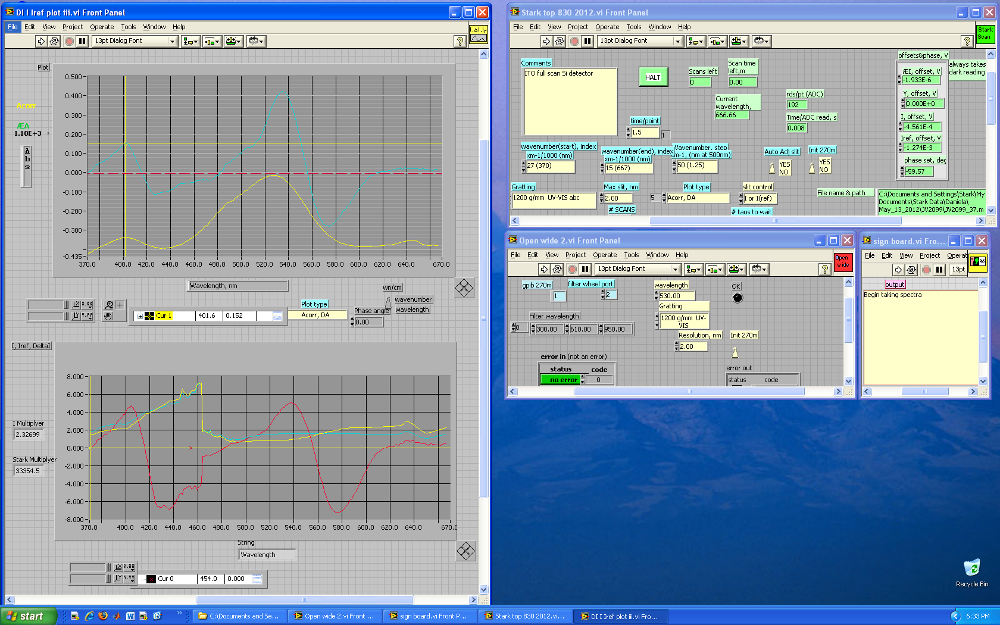 DI I Iref plot iii.vi Front Panel
File Edit View Project Operate Tools Window Help
13pt Dialog Font
I,ΔI,Ir
Plot
Acorr
ÆA
1.10E+3
Abs
0.500
0.400
0.300
0.200
0.100
0.000
-0.100
-0.200
-0.300
-0.435
370.0 400.0 420.0 440.0 460.0 480.0 500.0 520.0 540.0 560.0 580.0 600.0 620.0 640.0 670.0
Wavelength, nm
wn/cm
wavenumber
wavelength
Plot type
Acorr, DA
Phase angle
0.00
Cur 1 401.6 0.152
I, Iref, DeltaI
8.000
6.000
4.000
2.000
0.000
-2.000
-4.000
-6.000
-8.000
370.0 400.0 420.0 440.0 460.0 480.0 500.0 520.0 540.0 560.0 580.0 600.0 620.0 640.0 670.0
I Multiplyer
2.32699
Stark Multiplyer
33354.5
String
Wavelength
Cur 0 454.0 0.000
Stark top 830 2012.vi Front Panel
File Edit View Project Operate Tools Window Help
13pt Dialog Font
Stark Scan
Comments
ITO full scan Si detector
HALT
Scans left
0
Scan time left,m
0.00
Current wavelength,
666.66
rds/pt (ADC)
192
Time/ADC read, s
0.008
time/point
1.5
1
offsets&phase, V
always takes dark reading
ÆI, offset, V
-1.933E-6
Y, offset, V
0.000E+0
I, offset, V
-4.561E-4
Iref, offset, V
-1.274E-3
phase set, deg
-59.57
wavenumber(start), index
xm-1/1000 (nm)
27 (370)
wavenumber(end), index
xm-1/1000 (nm)
15 (667)
Wavenumber. step
cm-1, (nm at 500nm)
50 (1.25)
Auto Adj slit
YES
NO
Init 270m
YES
NO
Gratting
1200 g/mm UV-VIS abc
Max slit, nm
2.00
# SCANS
5
Plot type
Acorr, DA
slit control
I or I(ref)
# taus to wait
File name & path
C:\Documents and Settings\Stark\My
Documents\Stark Data\Daniela\
May_13_2012\JV2099\JV2099_37.m
Open wide 2.vi Front Panel
File Edit View Project Operate Tools Window Help
13pt Dialog Font
Open wide
gpib 270m
1
filter wheel port
2
wavelength
530.00
OK
Gratting
1200 g/mm UV-VIS
Filter wavelength
0 300.00 610.00 950.00
Resolution, nm
2.00
Init 270m
error in (not an error)
status code
no error 0
error out
status code
sign board.vi Fro...
File Edit View Project Operat
13pt
output
Begin taking spectra
Recycle Bin
start
C:\Documents and Se...
Open wide 2.vi Front ...
sign board.vi Front P...
Stark top 830 2012.vi...
DI I Iref plot iii.vi Fro...
6:33 PM